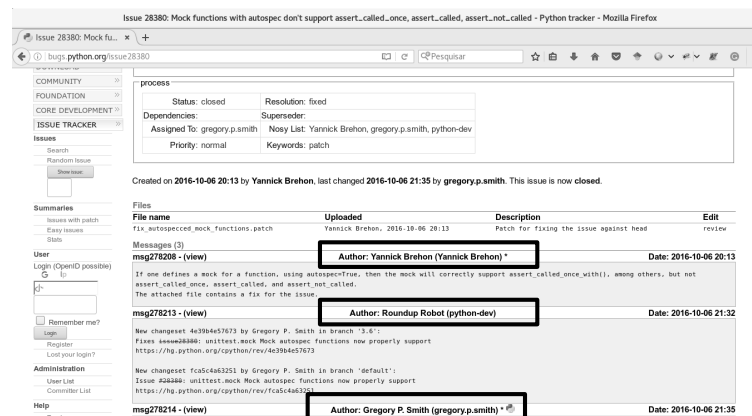 Issue 28380: Mock functions with autospec don't support assert_called_once, assert_called, assert_not_called - Python tracker - Mozilla Firefox
Issue 28380: Mock fu... × +
bugs.python.org/issue28380
Pesquisar
COMMUNITY »
FOUNDATION »
CORE DEVELOPMENT »
ISSUE TRACKER »
Issues
Search
Random Issue
Show issue
Summaries
Issues with patch
Easy issues
Stats
User
Login (OpenID possible)
Remember me?
Login
Register
Lost your login?
Administration
User List
Committer List
Help
process
Status: closed Resolution: fixed
Dependencies: Superseder:
Assigned To: gregory.p.smith Nosy List: Yannick Brehon, gregory.p.smith, python-dev
Priority: normal Keywords: patch
Created on 2016-10-06 20:13 by Yannick Brehon, last changed 2016-10-06 21:35 by gregory.p.smith. This issue is now closed.
Files
File name Uploaded Description Edit
fix_autospecced_mock_functions.patch Yannick Brehon, 2016-10-06 20:13 Patch for fixing the issue against head review
Messages (3)
msg278208 - (view) Author: Yannick Brehon (Yannick Brehon) * Date: 2016-10-06 20:13
If one defines a mock for a function, using autospec=True, then the mock will correctly support assert_called_once_with(), among others, but not
assert_called_once, assert_called, and assert_not_called.
The attached file contains a fix for the issue.
msg278213 - (view) Author: Roundup Robot (python-dev) Date: 2016-10-06 21:32
New changeset 4e39b4e57673 by Gregory P. Smith in branch '3.6':
Fixes issue28380: unittest.mock Mock autospec functions now properly support
https://hg.python.org/cpython/rev/4e39b4e57673
New changeset fca5c4a63251 by Gregory P. Smith in branch 'default':
Issue #28380: unittest.mock Mock autospec functions now properly support
https://hg.python.org/cpython/rev/fca5c4a63251
msg278214 - (view) Author: Gregory P. Smith (gregory.p.smith) * Date: 2016-10-06 21:35